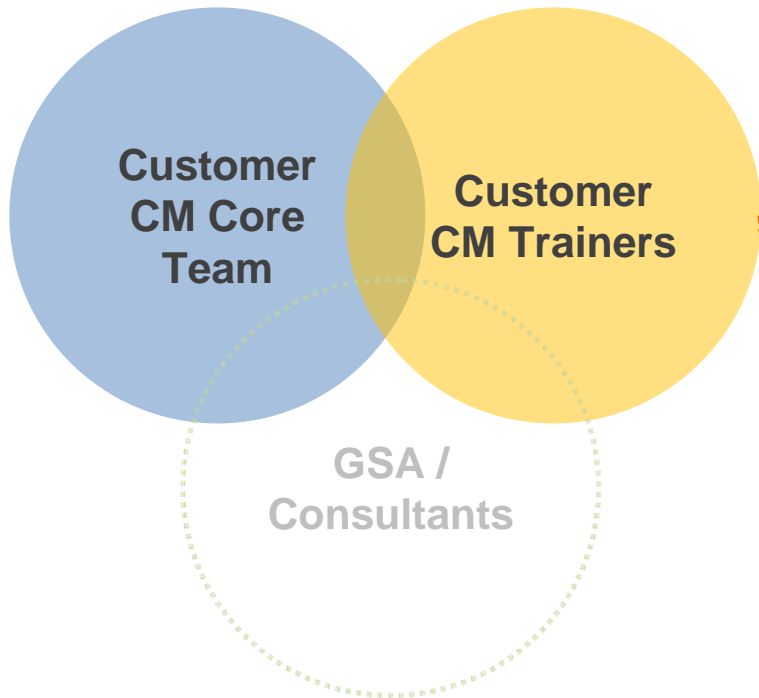 Customer
CM Core
Team
Customer
CM Trainers
GSA /
Consultants